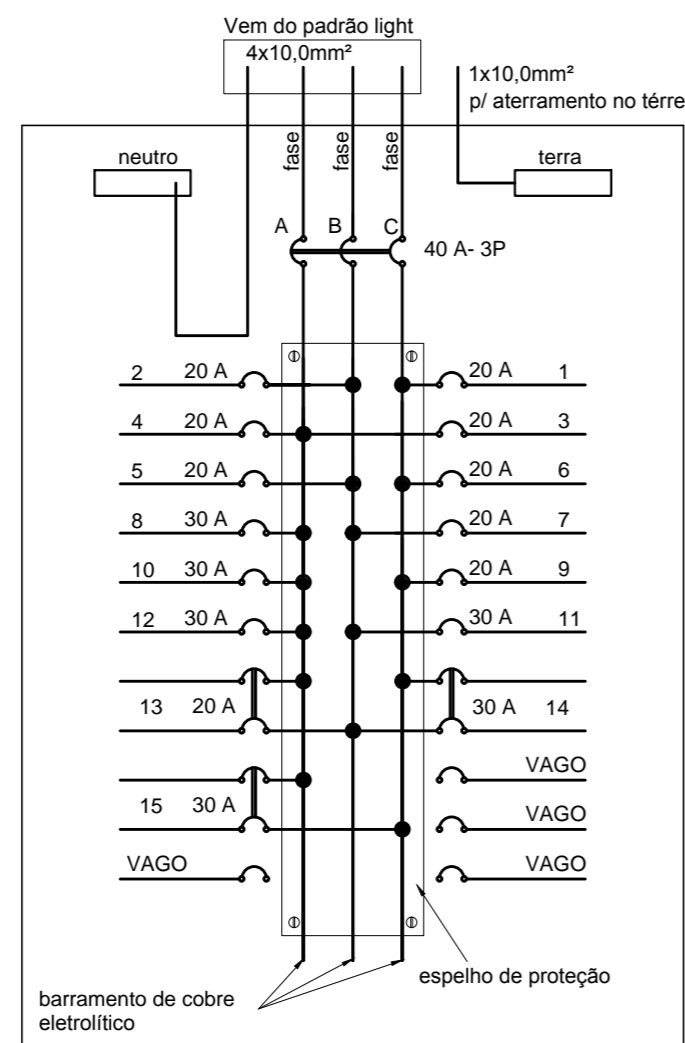 Vem do padrão light
4x10,0mm²
1x10,0mm²
p/ aterramento no térre
neutro
fase
fase
fase
terra
A B C
40 A- 3P
2 20 A 20 A 1
4 20 A 20 A 3
5 20 A 20 A 6
8 30 A 20 A 7
10 30 A 20 A 9
12 30 A 30 A 11
13 20 A 30 A 14
VAGO
15 30 A VAGO
VAGO VAGO
espelho de proteção
barramento de cobre
eletrolítico